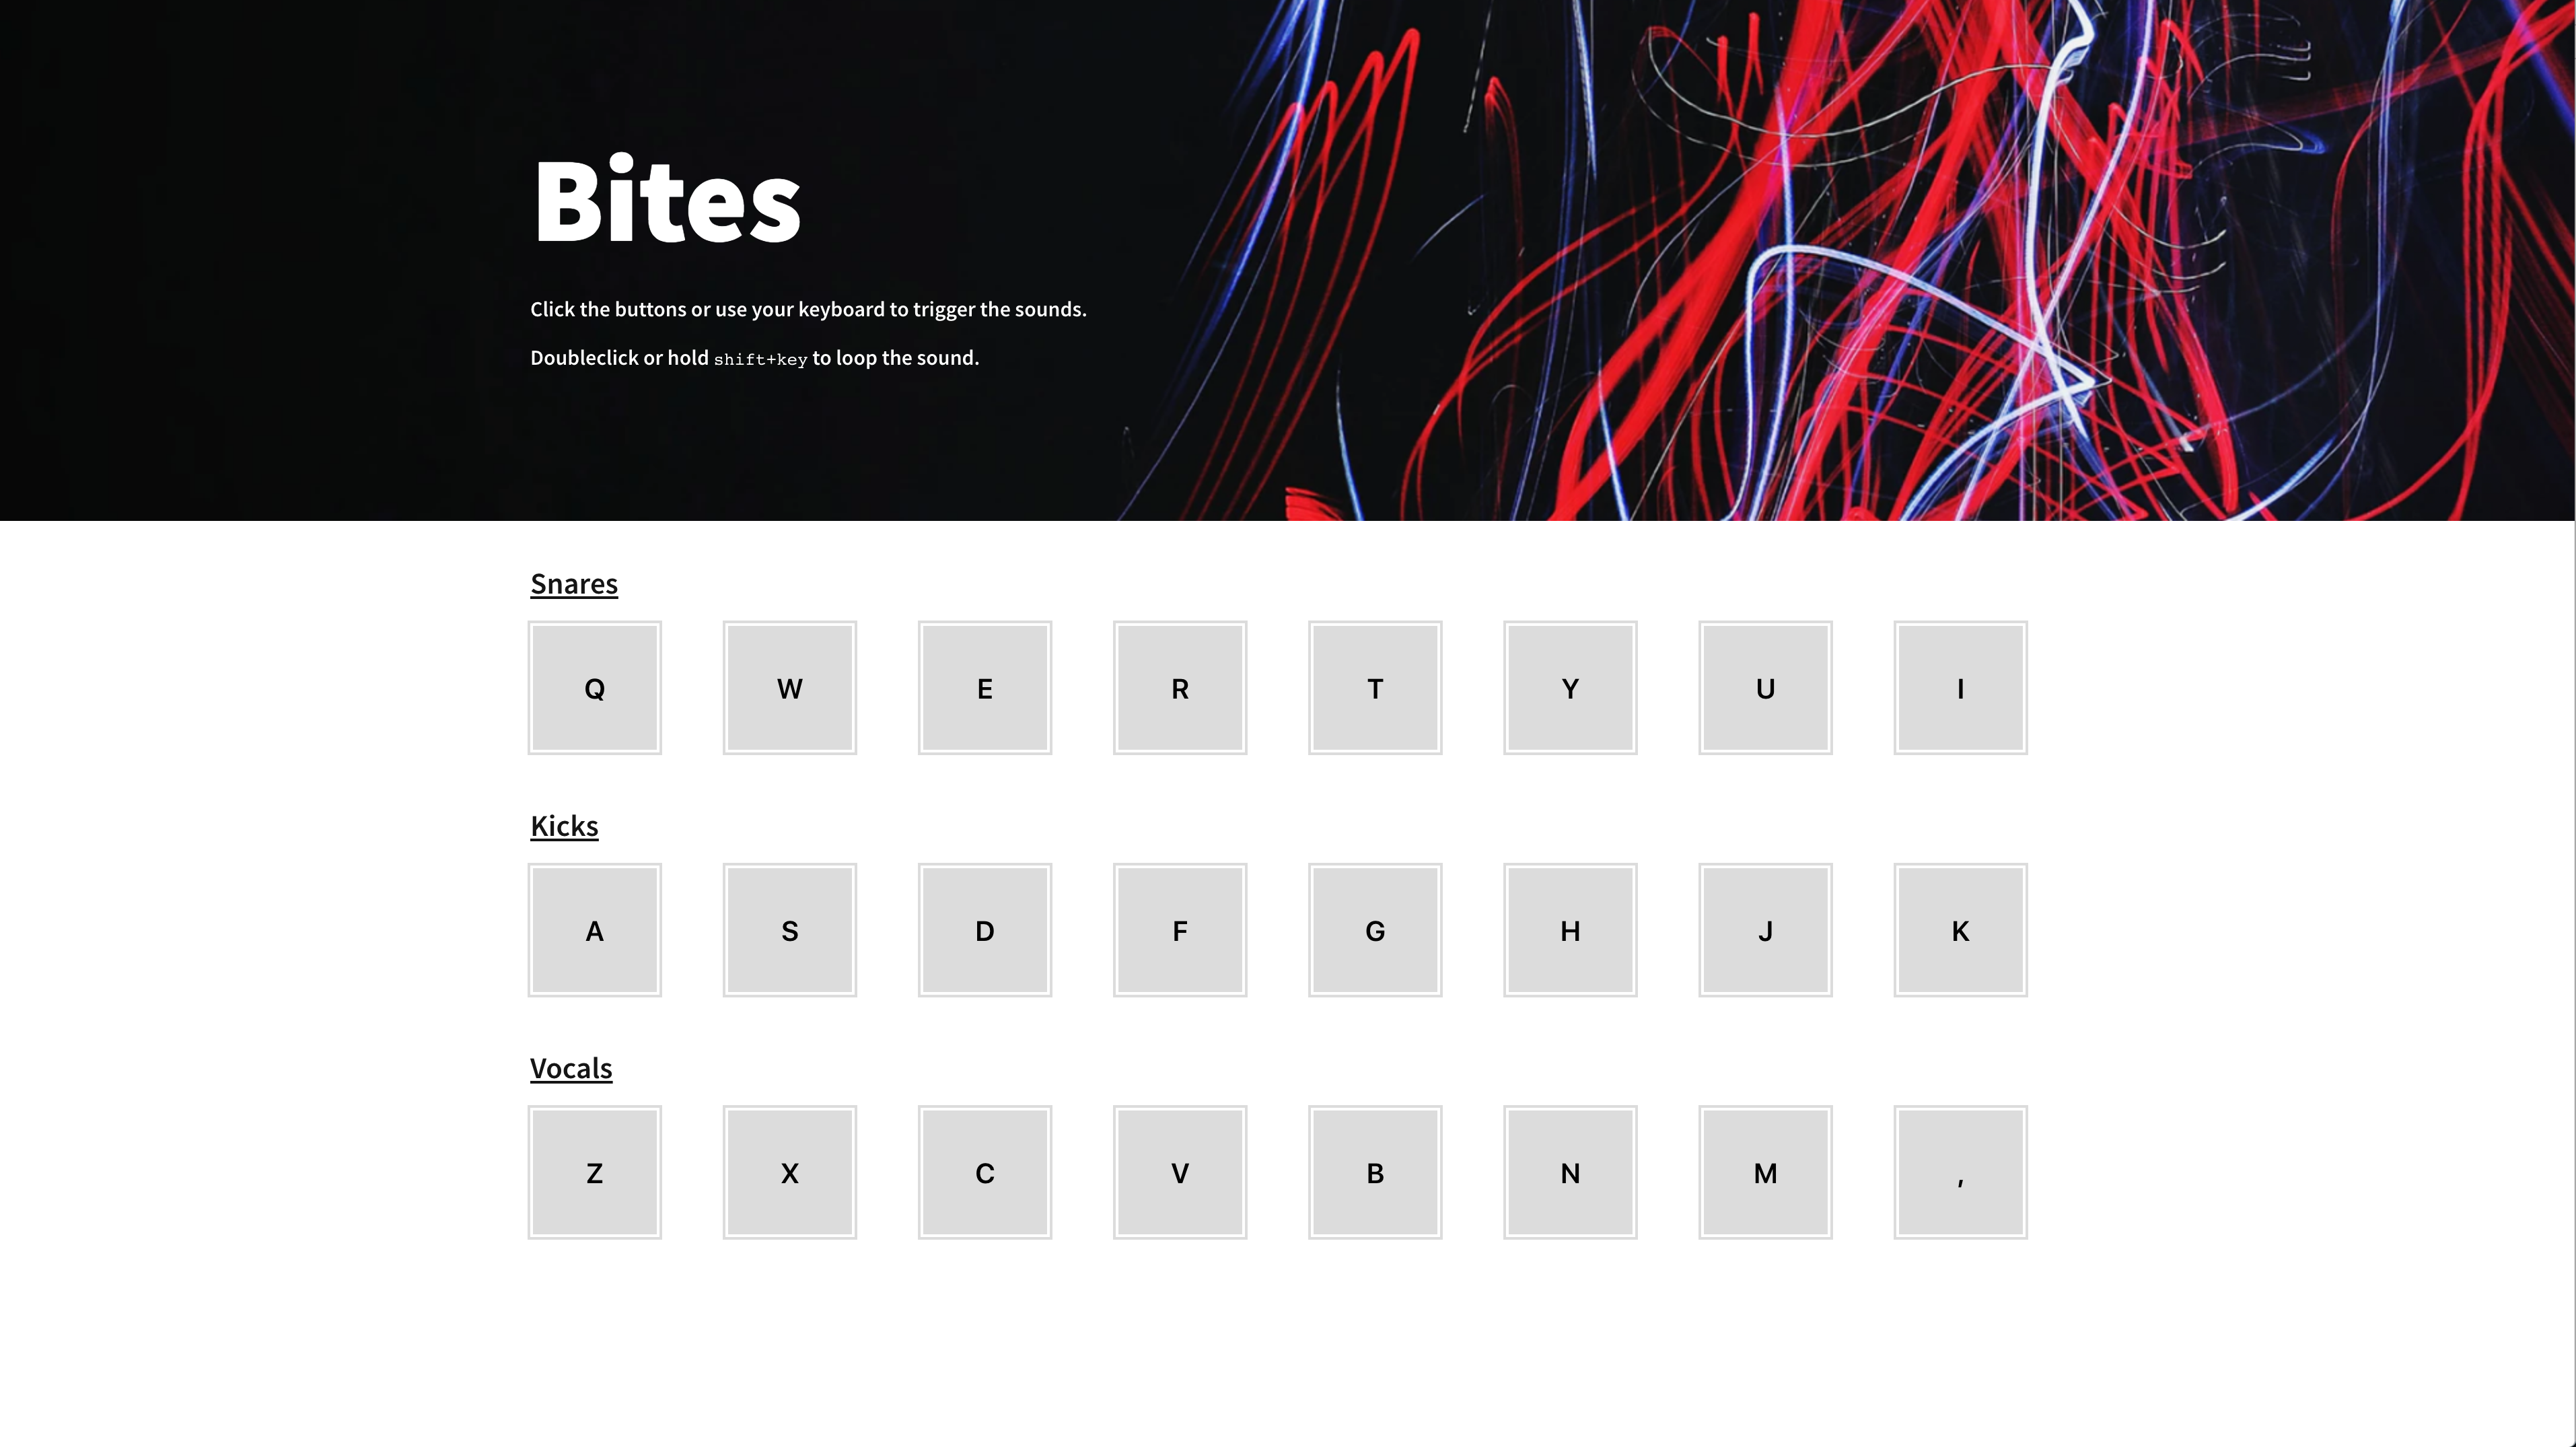 Bites
Click the buttons or use your keyboard to trigger the sounds.
Doubleclick or hold shift+key to loop the sound.
Snares
Q W E R T Y U I
Kicks
A S D F G H J K
Vocals
Z X C V B N M ,